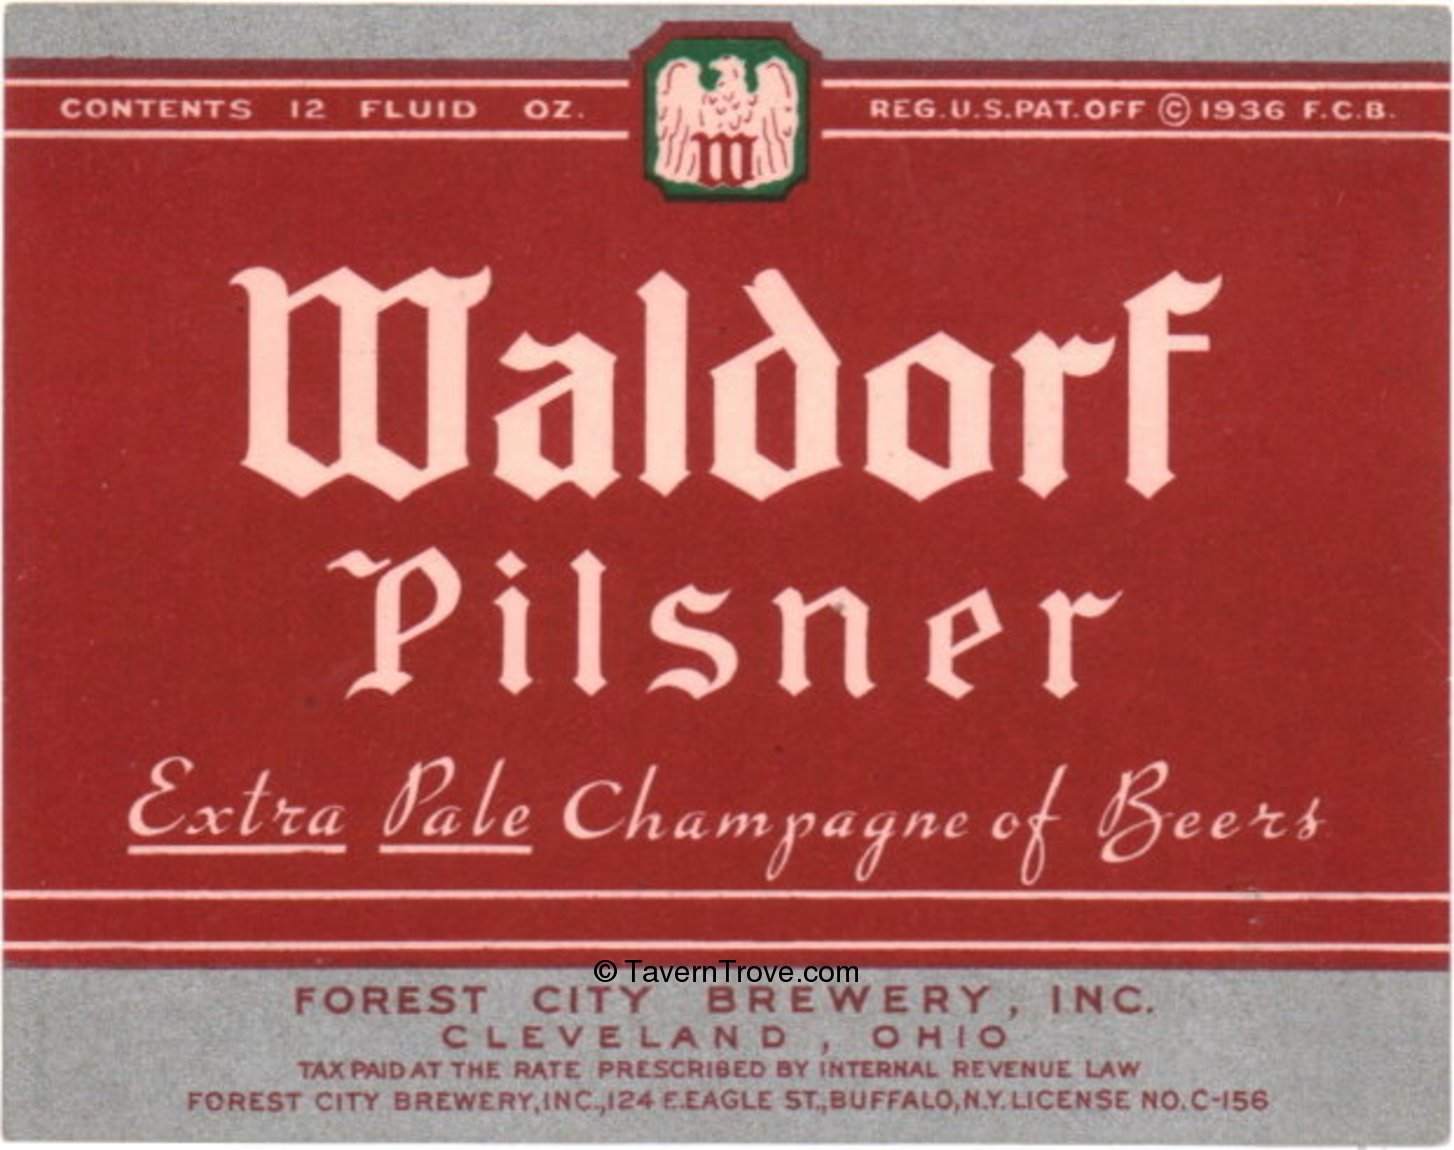 CONTENTS 12 FLUID OZ.
W
REG.U.S.PAT.OFF © 1936 F.C.B.
Waldorf
Pilsner
Extra Pale Champagne of Beers
© TavernTrove.com
FOREST CITY BREWERY, INC.
CLEVELAND, OHIO
TAX PAID AT THE RATE PRESCRIBED BY INTERNAL REVENUE LAW
FOREST CITY BREWERY, INC., 124 E. EAGLE ST., BUFFALO, N.Y. LICENSE NO. C-156